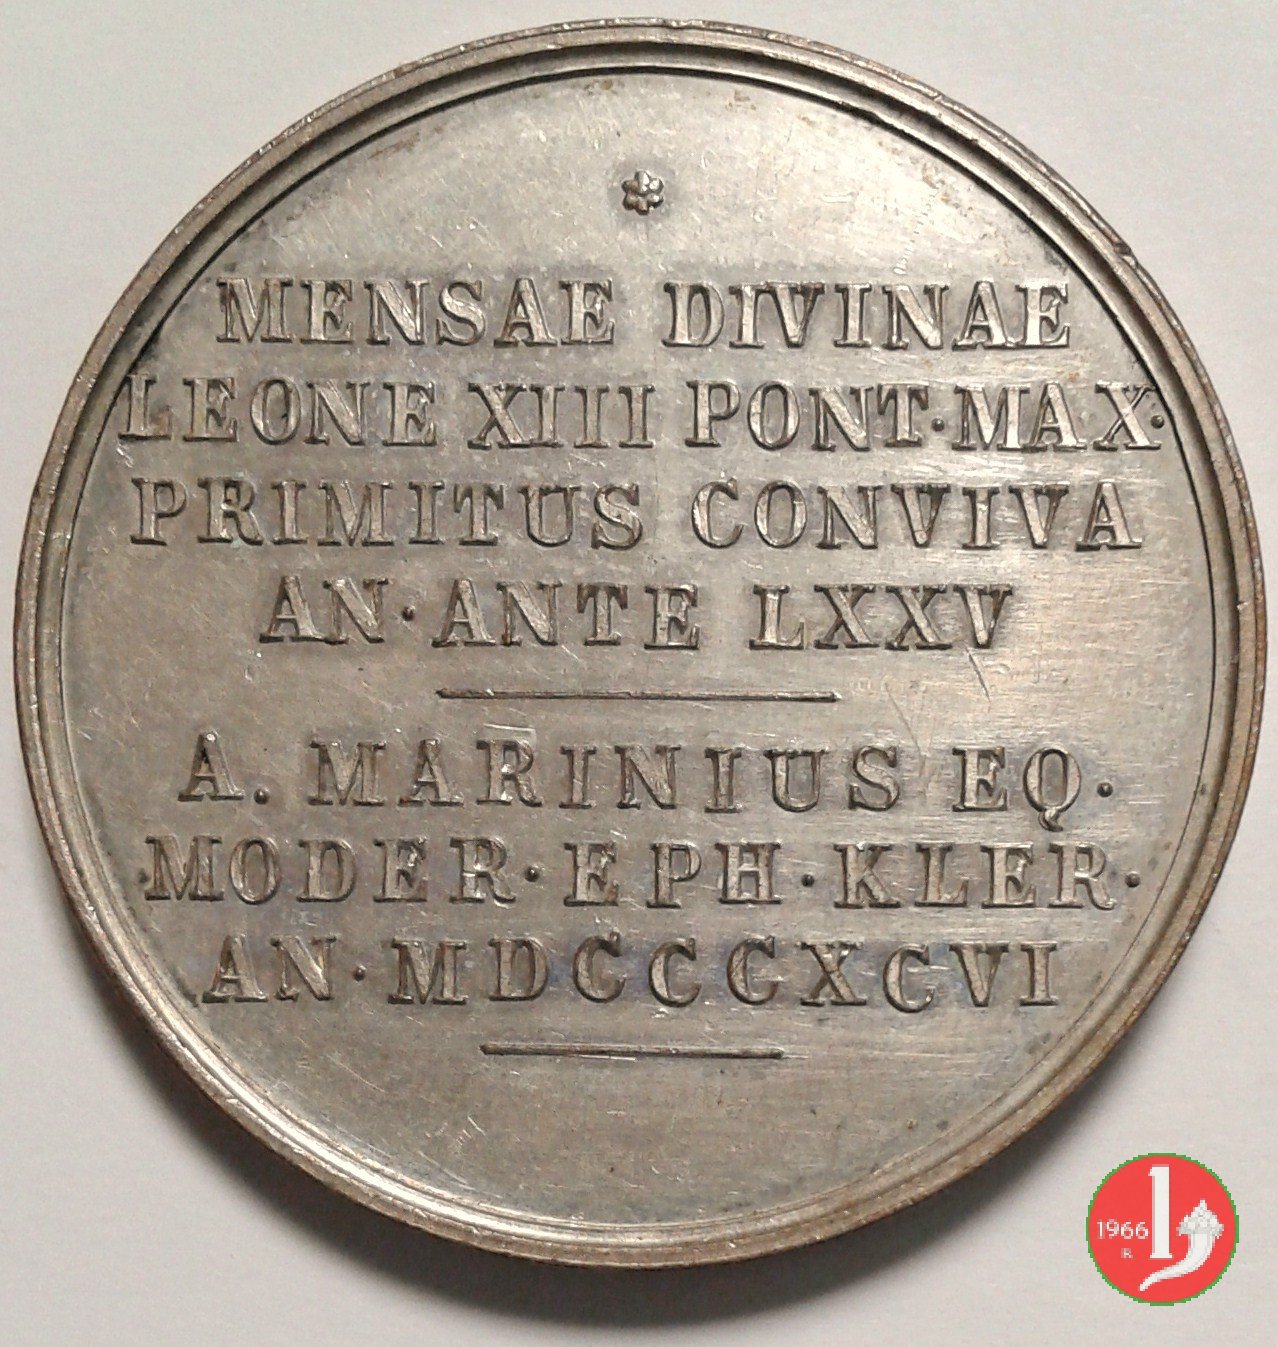 MENSAE DIVINAE
LEONE XIII PONT·MAX·
PRIMITUS CONVIVA
AN·ANTE LXXV
A. MARINIUS EQ·
MODER·EPH·KLER·
AN·MDCCCXCVI
1966
R